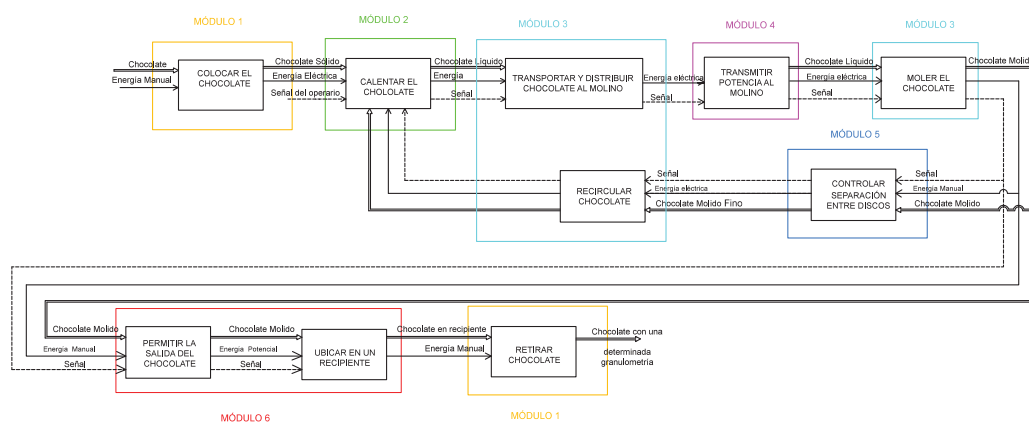 MÓDULO 1
MÓDULO 2
MÓDULO 3
MÓDULO 4
MÓDULO 3
Chocolate
Energía Manual
COLOCAR EL
CHOCOLATE
Chocolate Sólido
Energía Eléctrica
Señal del operario
CALENTAR EL
CHOLOLATE
Chocolate Líquido
Energía
Señal
TRANSPORTAR Y DISTRIBUIR
CHOCOLATE AL MOLINO
Energía eléctrica
Señal
TRANSMITIR
POTENCIA AL
MOLINO
Chocolate Líquido
Energía eléctrica
Señal
MOLER EL
CHOCOLATE
Chocolate Molido
MÓDULO 5
RECIRCULAR
CHOCOLATE
Señal
Energía eléctrica
Chocolate Molido Fino
CONTROLAR
SEPARACIÓN
ENTRE DISCOS
Señal
Energía Manual
Chocolate Molido
MÓDULO 1
Chocolate Molido
Energía Manual
Señal
PERMITIR LA
SALIDA DEL
CHOCOLATE
Chocolate Molido
Energía Potencial
Señal
UBICAR EN UN
RECIPIENTE
Chocolate en recipiente
Energía Manual
RETIRAR
CHOCOLATE
Chocolate con una
determinada
granulometría
MÓDULO 6
MÓDULO 1